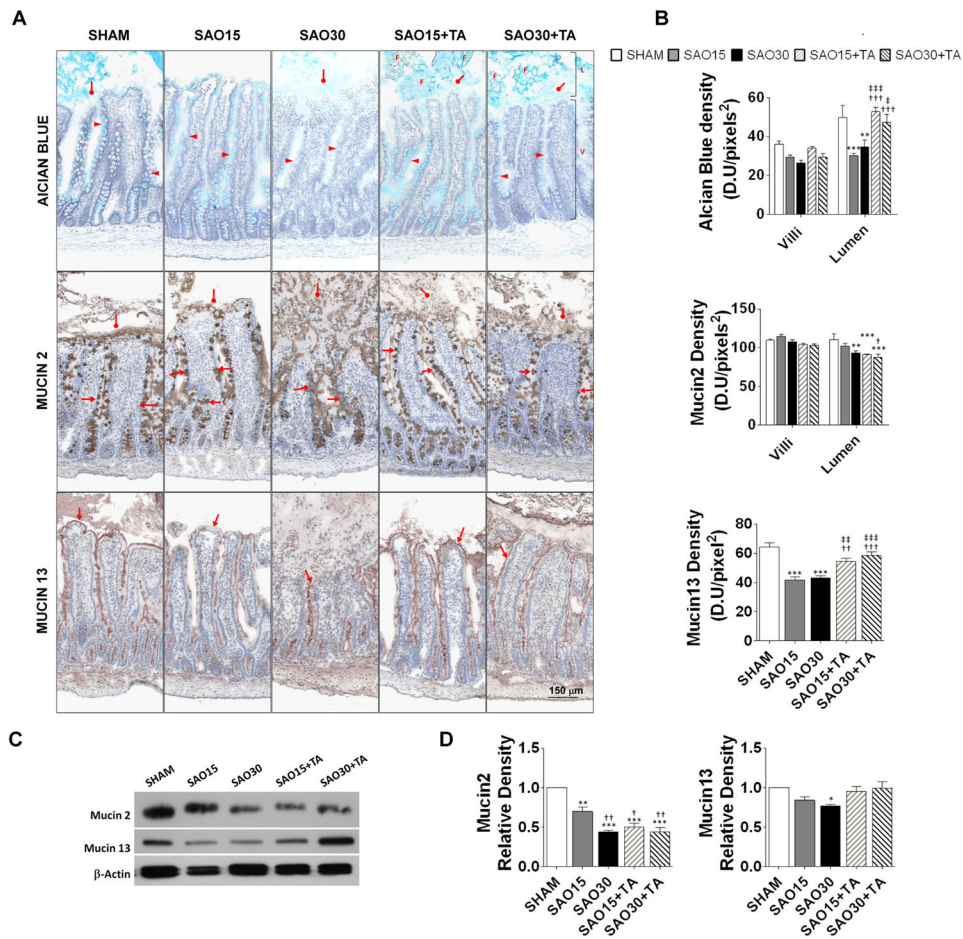 A
SHAM SAO15 SAO30 SAO15+TA SAO30+TA
AlCIAN BLUE
F F F F F L
V
MUCIN 2
MUCIN 13
150 μm
B
SHAM SAO15 SAO30 SAO15+TA SAO30+TA
Alcian Blue density
(D.U/pixels²)
60
40
20
0
*** ** ‡‡‡ ††† ‡ †††
Villi Lumen
Mucin2 Density
(D.U/pixels²)
150
100
50
0
** *** † ***
Villi Lumen
Mucin13 Density
(D.U/pixel²)
80
60
40
20
0
*** *** ‡‡ †† ‡‡‡ †††
SHAM SAO15 SAO30 SAO15+TA SAO30+TA
C
SHAM SAO15 SAO30 SAO15+TA SAO30+TA
Mucin 2
Mucin 13
β-Actin
D
Mucin2
Relative Density
1.5
1.0
0.5
0.0
** †† *** † *** †† ***
SHAM SAO15 SAO30 SAO15+TA SAO30+TA
Mucin13
Relative Density
1.5
1.0
0.5
0.0
*
SHAM SAO15 SAO30 SAO15+TA SAO30+TA